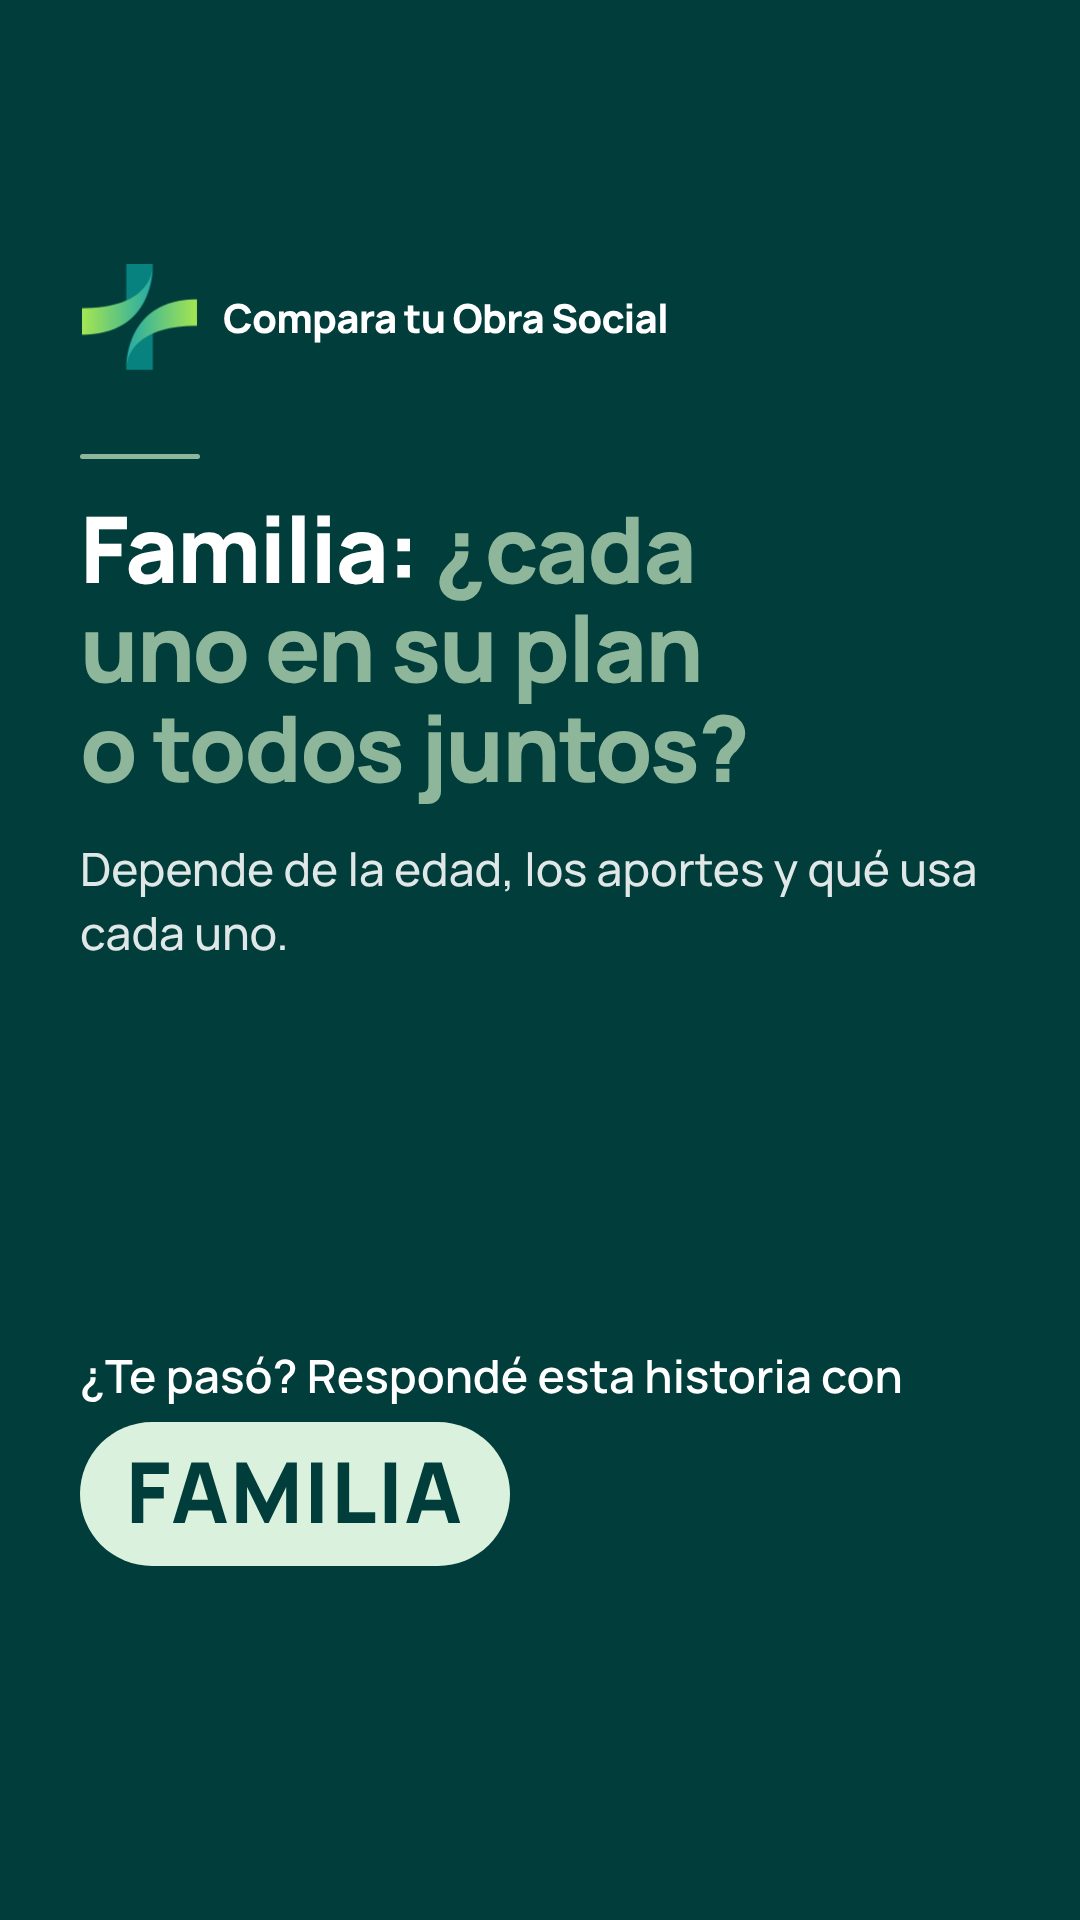 Compara tu Obra Social
Familia: ¿cada
uno en su plan
o todos juntos?
Depende de la edad, los aportes y qué usa
cada uno.
¿Te pasó? Respondé esta historia con
FAMILIA